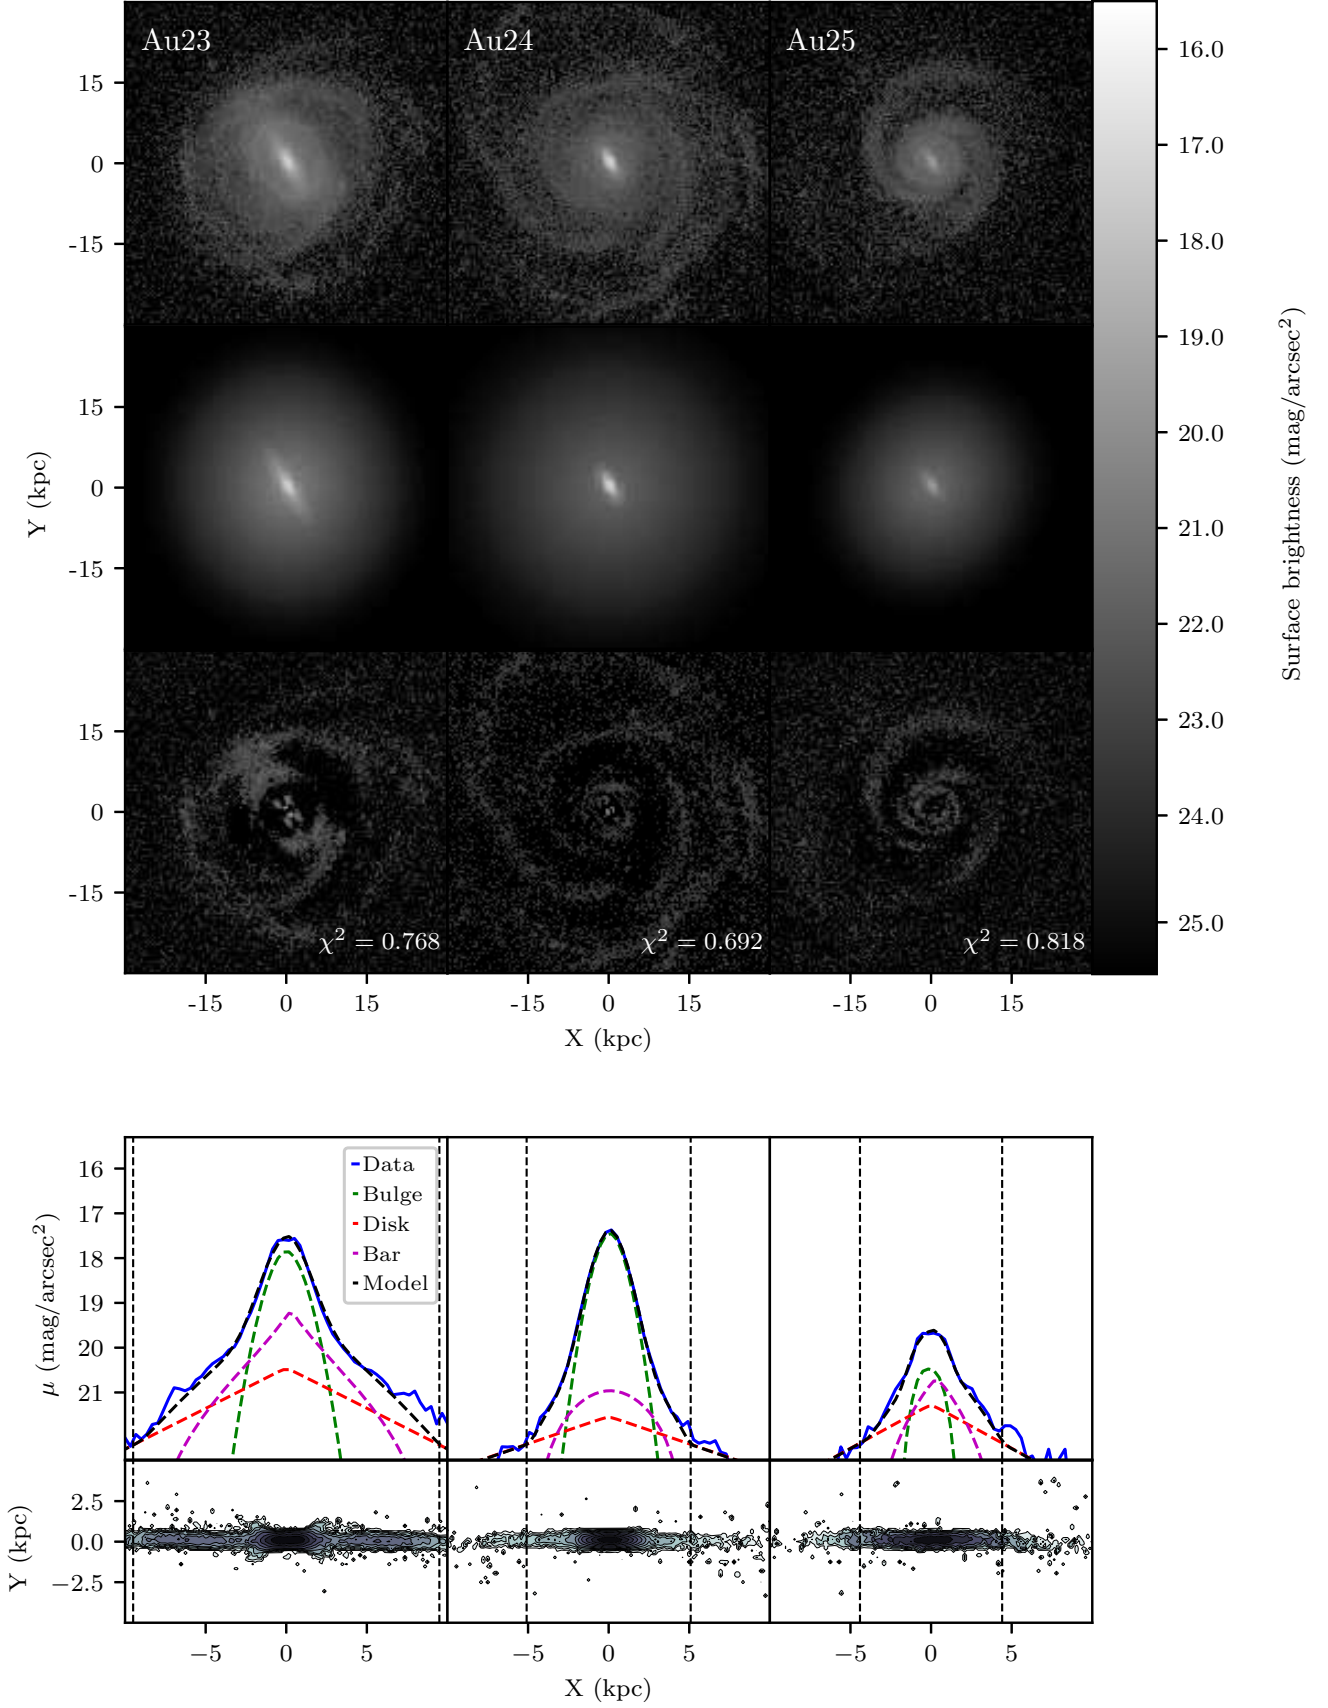 Au23 Au24 Au25
15
0
-15
15
0
-15
15
0
-15
Y (kpc)
χ² = 0.768 χ² = 0.692 χ² = 0.818
-15 0 15 -15 0 15 -15 0 15
X (kpc)
16.0
17.0
18.0
19.0
20.0
21.0
22.0
23.0
24.0
25.0
Surface brightness (mag/arcsec²)
16
17
18
19
20
21
μ (mag/arcsec²)
Data
Bulge
Disk
Bar
Model
2.5
0.0
−2.5
Y (kpc)
−5 0 5 −5 0 5 −5 0 5
X (kpc)